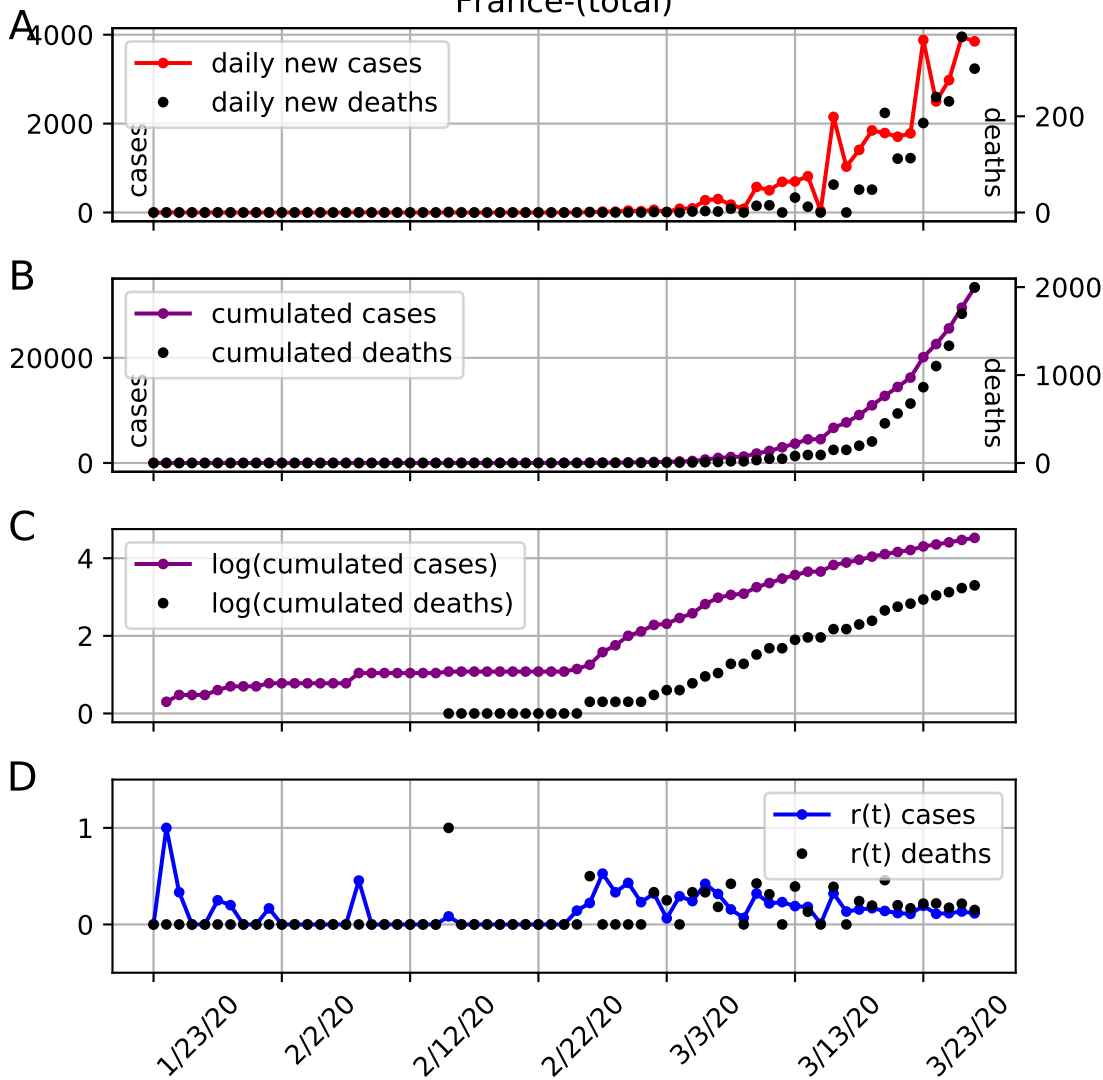 France-(total)
A
4000
2000
0
cases
daily new cases
daily new deaths
200
0
deaths
B
20000
0
cases
cumulated cases
cumulated deaths
2000
1000
0
deaths
C
4
2
0
log(cumulated cases)
log(cumulated deaths)
D
1
0
r(t) cases
r(t) deaths
1/23/20
2/2/20
2/12/20
2/22/20
3/3/20
3/13/20
3/23/20